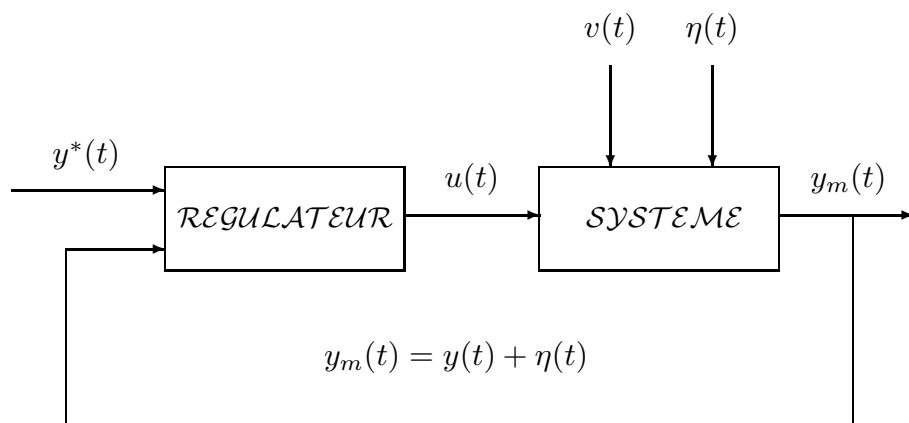 v(t) η(t)
y*(t)
u(t)
y_m(t)
REGULATEUR
SYSTEME
y_m(t) = y(t) + η(t)